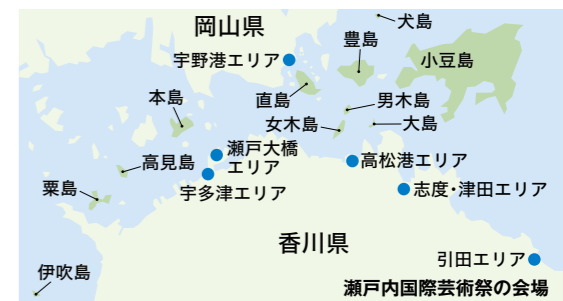 岡山県
犬島
豊島
宇野港エリア
小豆島
本島
直島
男木島
女木島
大島
瀬戸大橋
エリア
高見島
高松港エリア
粟島
宇多津エリア
志度・津田エリア
香川県
引田エリア
伊吹島
瀬戸内国際芸術祭の会場